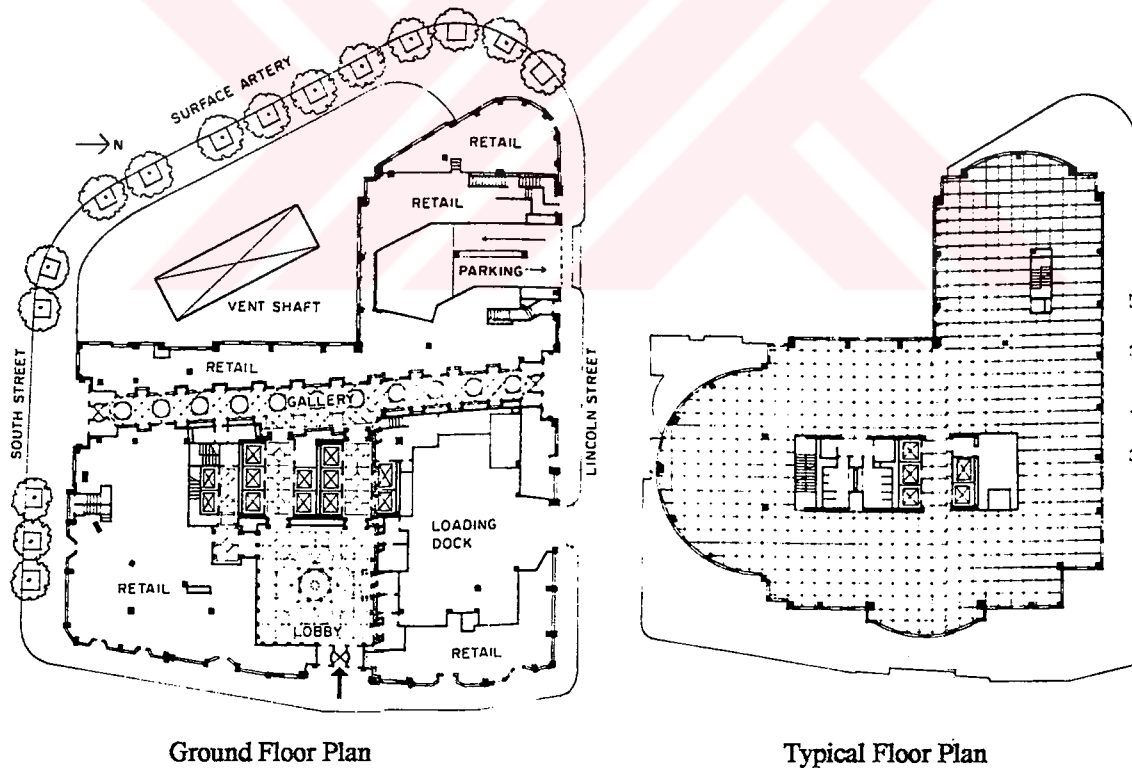 SURFACE ARTERY
N
RETAIL
RETAIL
PARKING
VENT SHAFT
RETAIL
GALLERY
SOUTH STREET
LINCOLN STREET
LOADING
DOCK
RETAIL
LOBBY
RETAIL
Ground Floor Plan
Typical Floor Plan